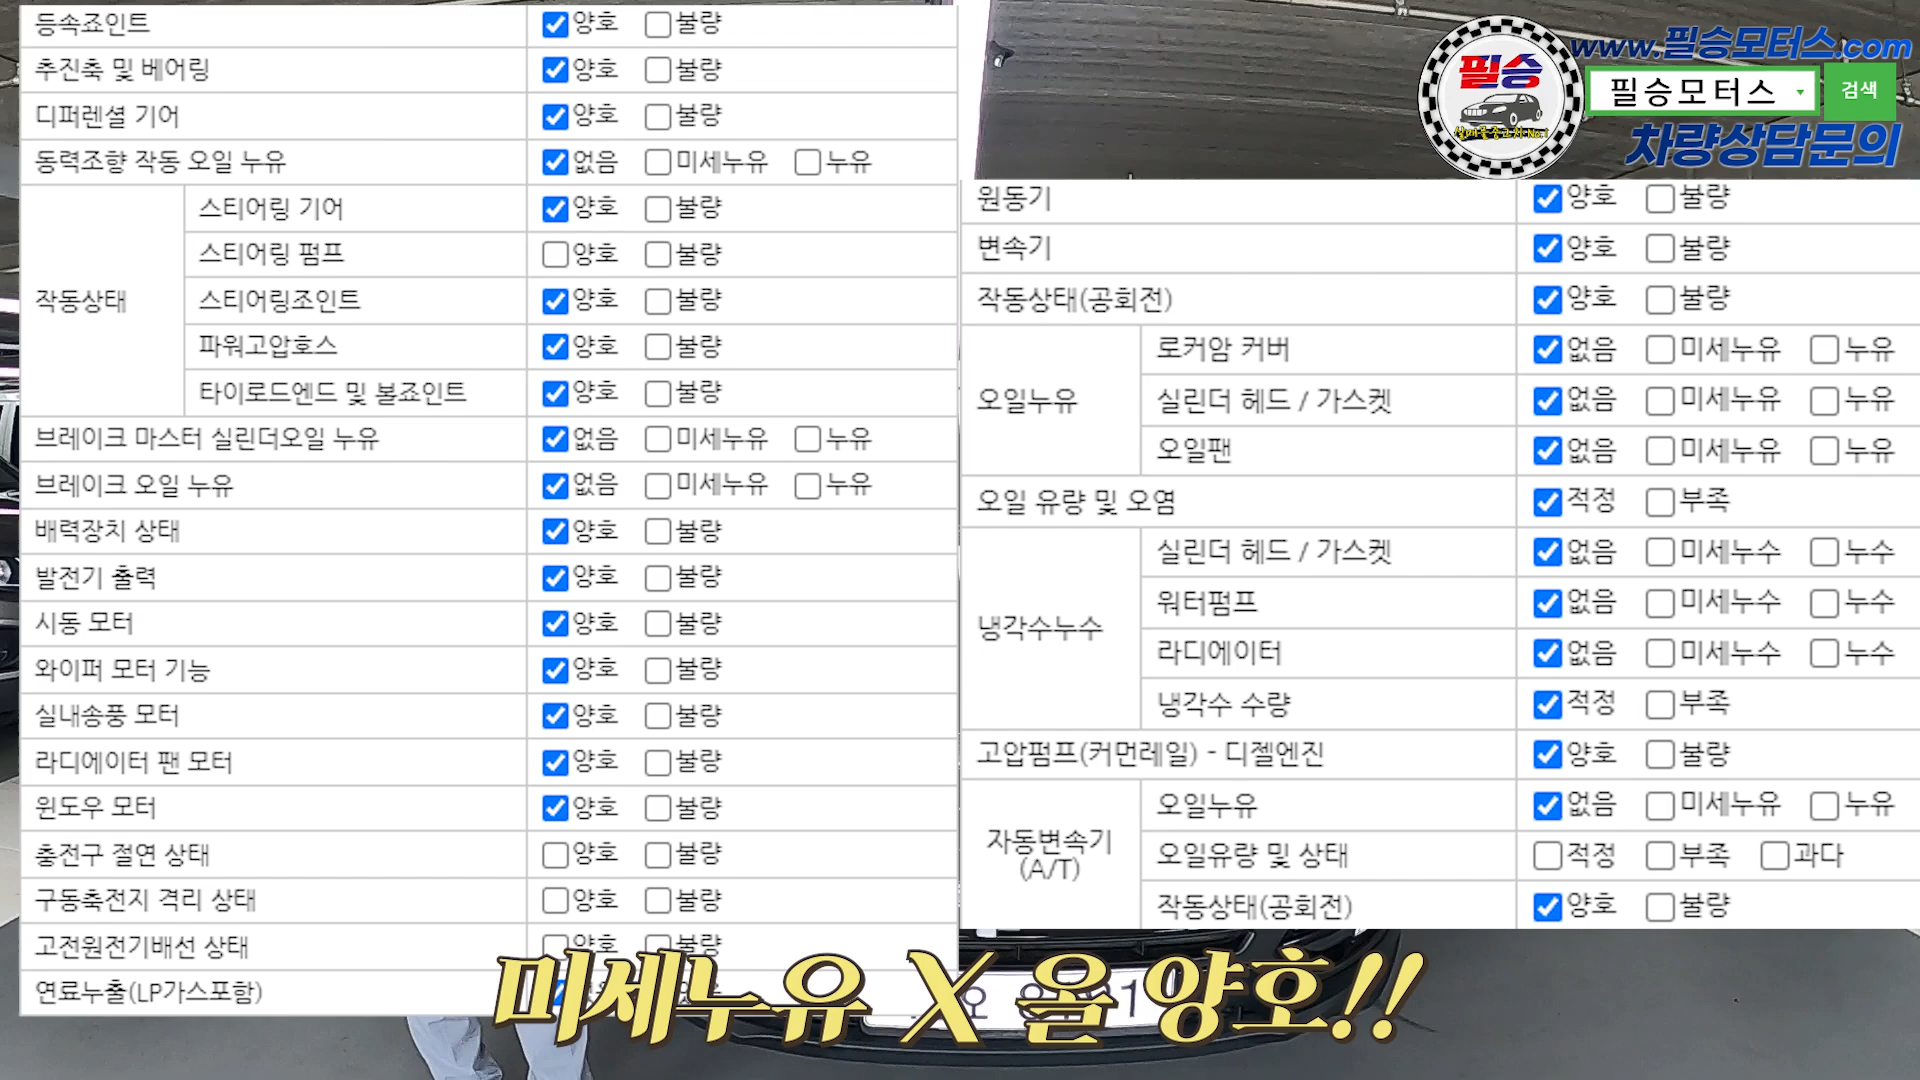 등속죠인트 양호 불량
추진축 및 베어링 양호 불량
디퍼렌셜 기어 양호 불량
동력조향 작동 오일 누유 없음 미세누유 누유
작동상태
스티어링 기어 양호 불량
스티어링 펌프 양호 불량
스티어링조인트 양호 불량
파워고압호스 양호 불량
타이로드엔드 및 볼죠인트 양호 불량
브레이크 마스터 실린더오일 누유 없음 미세누유 누유
브레이크 오일 누유 없음 미세누유 누유
배력장치 상태 양호 불량
발전기 출력 양호 불량
시동 모터 양호 불량
와이퍼 모터 기능 양호 불량
실내송풍 모터 양호 불량
라디에이터 팬 모터 양호 불량
윈도우 모터 양호 불량
충전구 절연 상태 양호 불량
구동축전지 격리 상태 양호 불량
고전원전기배선 상태 양호 불량
연료누출(LP가스포함)
www.필승모터스.com
필승
실매물중고차No.1
필승모터스 검색
차량상담문의
원동기 양호 불량
변속기 양호 불량
작동상태(공회전) 양호 불량
오일누유
로커암 커버 없음 미세누유 누유
실린더 헤드 / 가스켓 없음 미세누유 누유
오일팬 없음 미세누유 누유
오일 유량 및 오염 적정 부족
냉각수누수
실린더 헤드 / 가스켓 없음 미세누수 누수
워터펌프 없음 미세누수 누수
라디에이터 없음 미세누수 누수
냉각수 수량 적정 부족
고압펌프(커먼레일) - 디젤엔진 양호 불량
자동변속기
(A/T)
오일누유 없음 미세누유 누유
오일유량 및 상태 적정 부족 과다
작동상태(공회전) 양호 불량
미세누유 X 올 양호!!